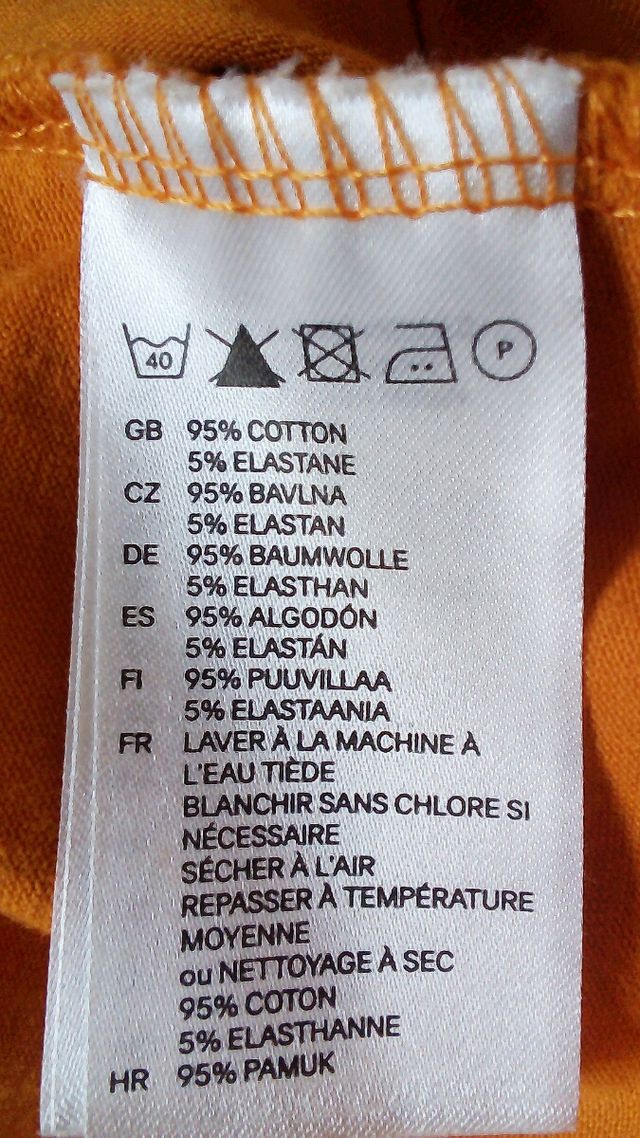 40 P
GB 95% COTTON
5% ELASTANE
CZ 95% BAVLNA
5% ELASTAN
DE 95% BAUMWOLLE
5% ELASTHAN
ES 95% ALGODÓN
5% ELASTÁN
FI 95% PUUVILLAA
5% ELASTAANIA
FR LAVER À LA MACHINE À
L'EAU TIÈDE
BLANCHIR SANS CHLORE SI
NÉCESSAIRE
SÉCHER À L'AIR
REPASSER À TEMPÉRATURE
MOYENNE
ou NETTOYAGE À SEC
95% COTON
5% ELASTHANNE
HR 95% PAMUK